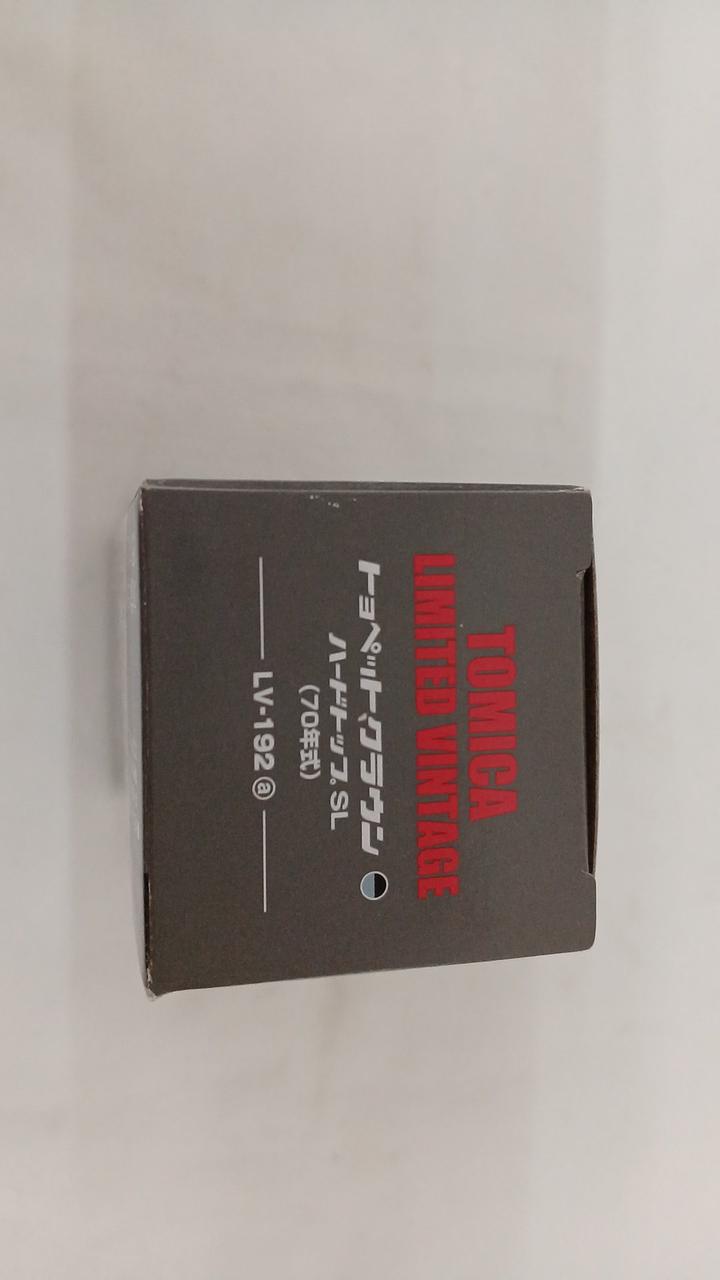 TOMICA
LIMITED VINTAGE
トヨペット、クラウン
ハードトップ。SL
(70年式)
LV-192ⓐ